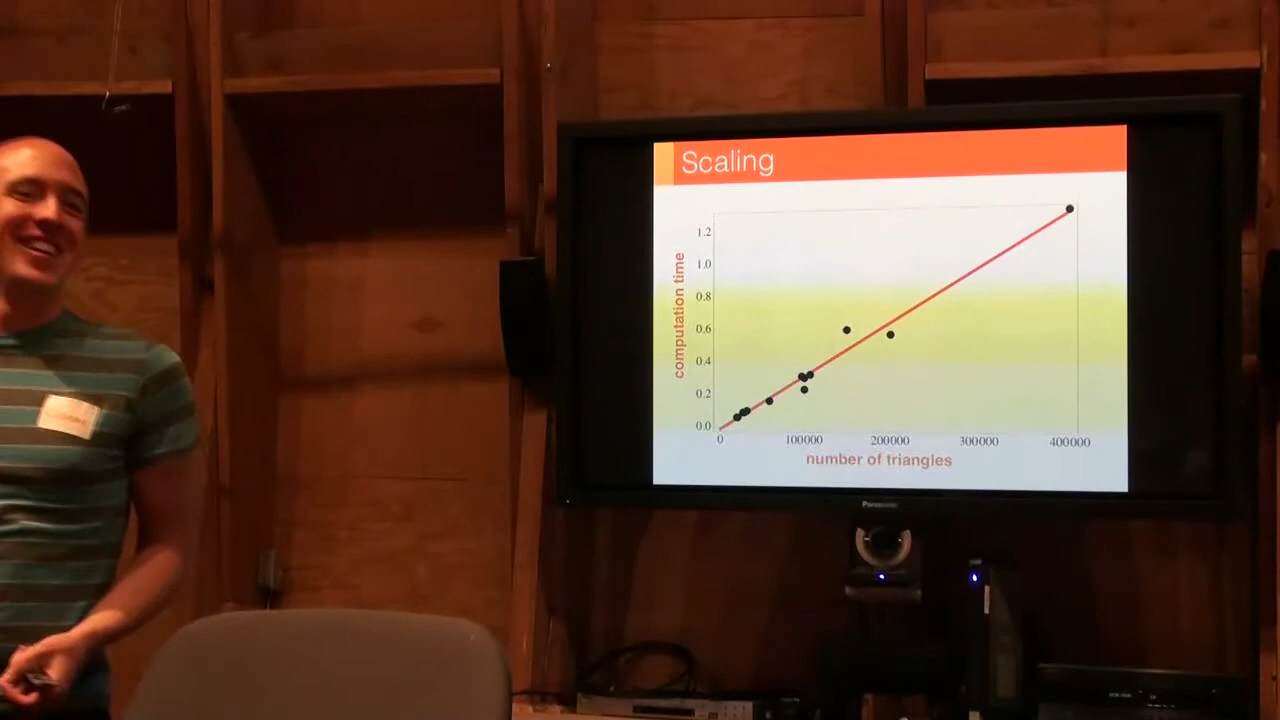 Scaling
computation time
1.2
1.0
0.8
0.6
0.4
0.2
0.0
0 100000 200000 300000 400000
number of triangles
Panasonic